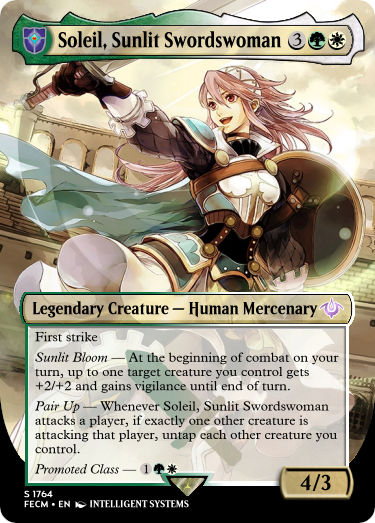 Soleil, Sunlit Swordswoman 3
Legendary Creature — Human Mercenary
First strike
Sunlit Bloom — At the beginning of combat on your
turn, up to one target creature you control gets
+2/+2 and gains vigilance until end of turn.
Pair Up — Whenever Soleil, Sunlit Swordswoman
attacks a player, if exactly one other creature is
attacking that player, untap each other creature you
control.
Promoted Class — 1
4/3
S 1764
FECM • EN INTELLIGENT SYSTEMS